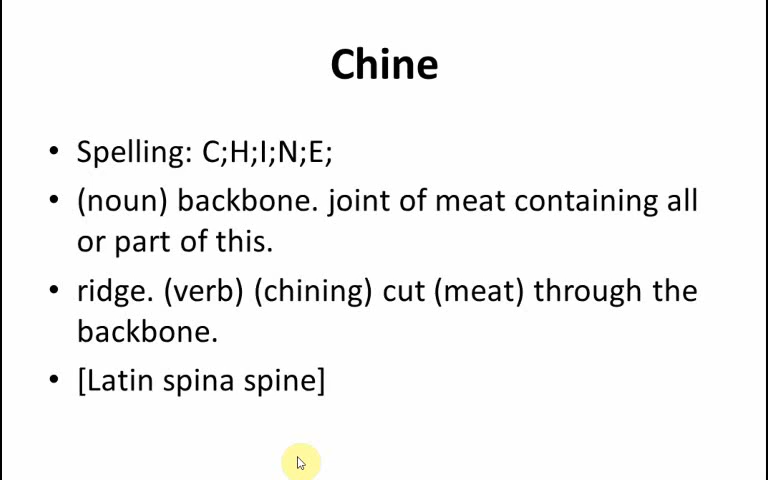 Chine
• Spelling: C;H;I;N;E;
• (noun) backbone. joint of meat containing all
or part of this.
• ridge. (verb) (chining) cut (meat) through the
backbone.
• [Latin spina spine]